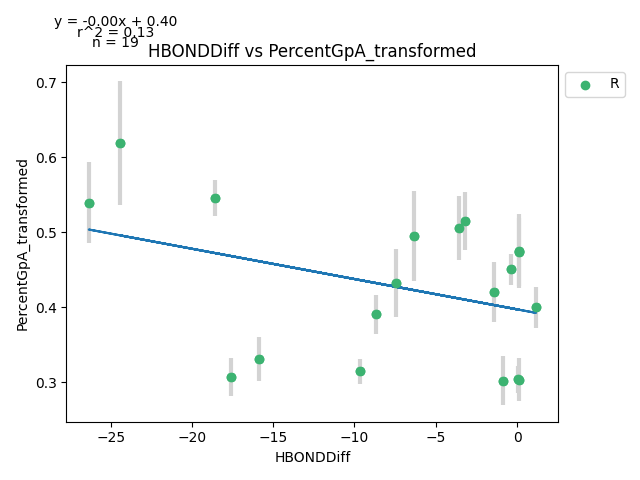 y = -0.00x + 0.40
r^2 = 0.13
n = 19
HBONDDiff vs PercentGpA_transformed
R
PercentGpA_transformed
0.7
0.6
0.5
0.4
0.3
−25
−20
−15
−10
−5
0
HBONDDiff